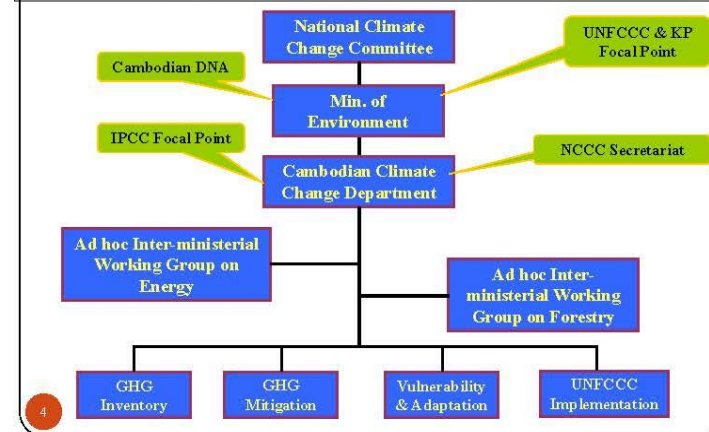 National Climate
Change Committee
UNFCCC & KP
Focal Point
Cambodian DNA
Min. of
Environment
IPCC Focal Point
NCCC Secretariat
Cambodian Climate
Change Department
Ad hoc Inter-ministerial
Working Group on
Energy
Ad hoc Inter-
ministerial Working
Group on Forestry
GHG
Inventory
GHG
Mitigation
Vulnerability
& Adaptation
UNFCCC
Implementation
4